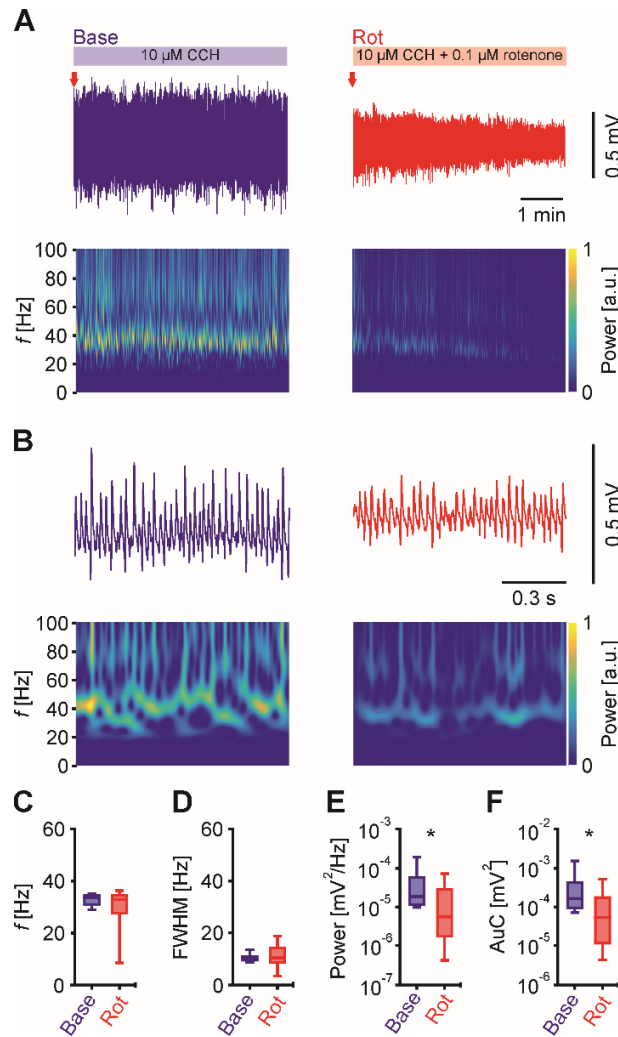 A
Base
Rot
10 µM CCH
10 µM CCH + 0.1 µM rotenone
0.5 mV
1 min
100
80
60
40
20
0
f [Hz]
1
0
Power [a.u.]
B
0.5 mV
0.3 s
100
80
60
40
20
0
f [Hz]
1
0
Power [a.u.]
C
60
40
20
0
f [Hz]
Base
Rot
D
60
40
20
0
FWHM [Hz]
Base
Rot
E
*
10⁻³
10⁻⁴
10⁻⁵
10⁻⁶
10⁻⁷
Power [mV²/Hz]
Base
Rot
F
*
10⁻²
10⁻³
10⁻⁴
10⁻⁵
10⁻⁶
AuC [mV²]
Base
Rot